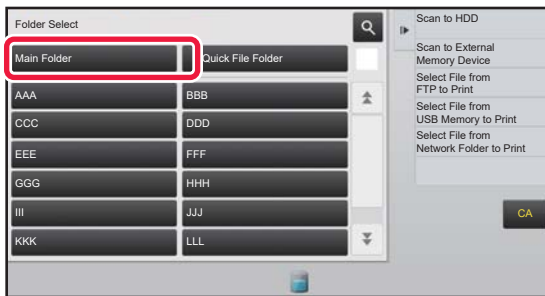 Folder Select
Main Folder
Quick File Folder
AAA
BBB
CCC
DDD
EEE
FFF
GGG
HHH
III
JJJ
KKK
LLL
Scan to HDD
Scan to External
Memory Device
Select File from
FTP to Print
Select File from
USB Memory to Print
Select File from
Network Folder to Print
CA